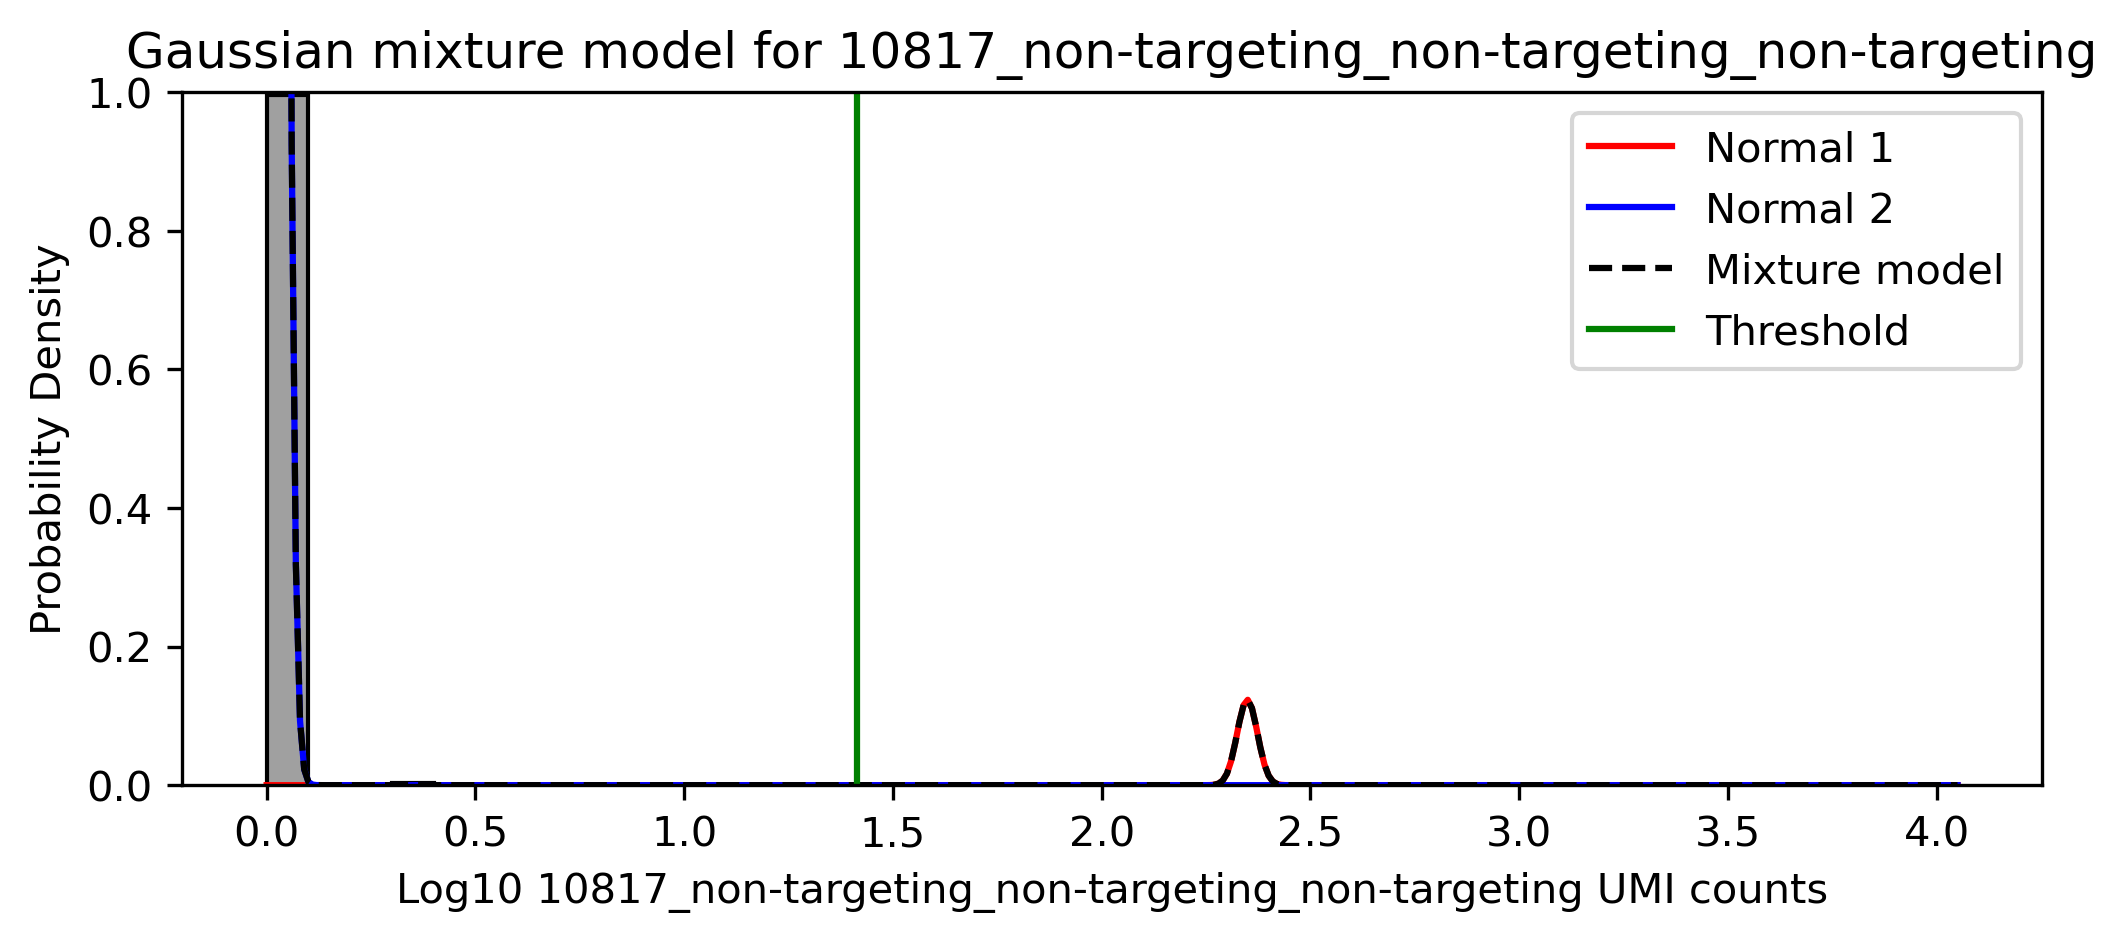 Gaussian mixture model for 10817_non-targeting_non-targeting_non-targeting
1.0
0.8
0.6
0.4
0.2
0.0
Probability Density
Normal 1
Normal 2
Mixture model
Threshold
0.0 0.5 1.0 1.5 2.0 2.5 3.0 3.5 4.0
Log10 10817_non-targeting_non-targeting_non-targeting UMI counts